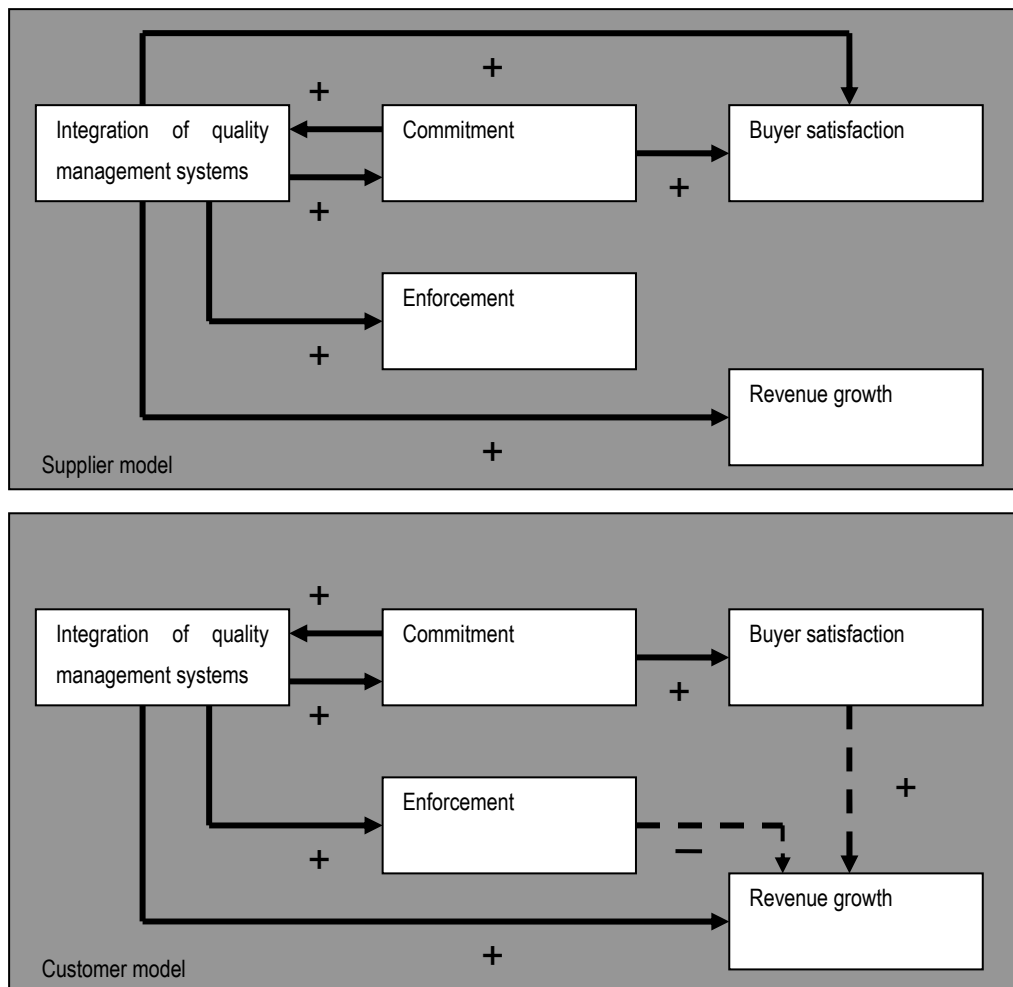 +
+
Integration of quality
management systems
Commitment
Buyer satisfaction
+
+
Enforcement
+
Revenue growth
+
Supplier model
+
Integration of quality
management systems
Commitment
Buyer satisfaction
+
+
+
Enforcement
+
–
Revenue growth
+
Customer model